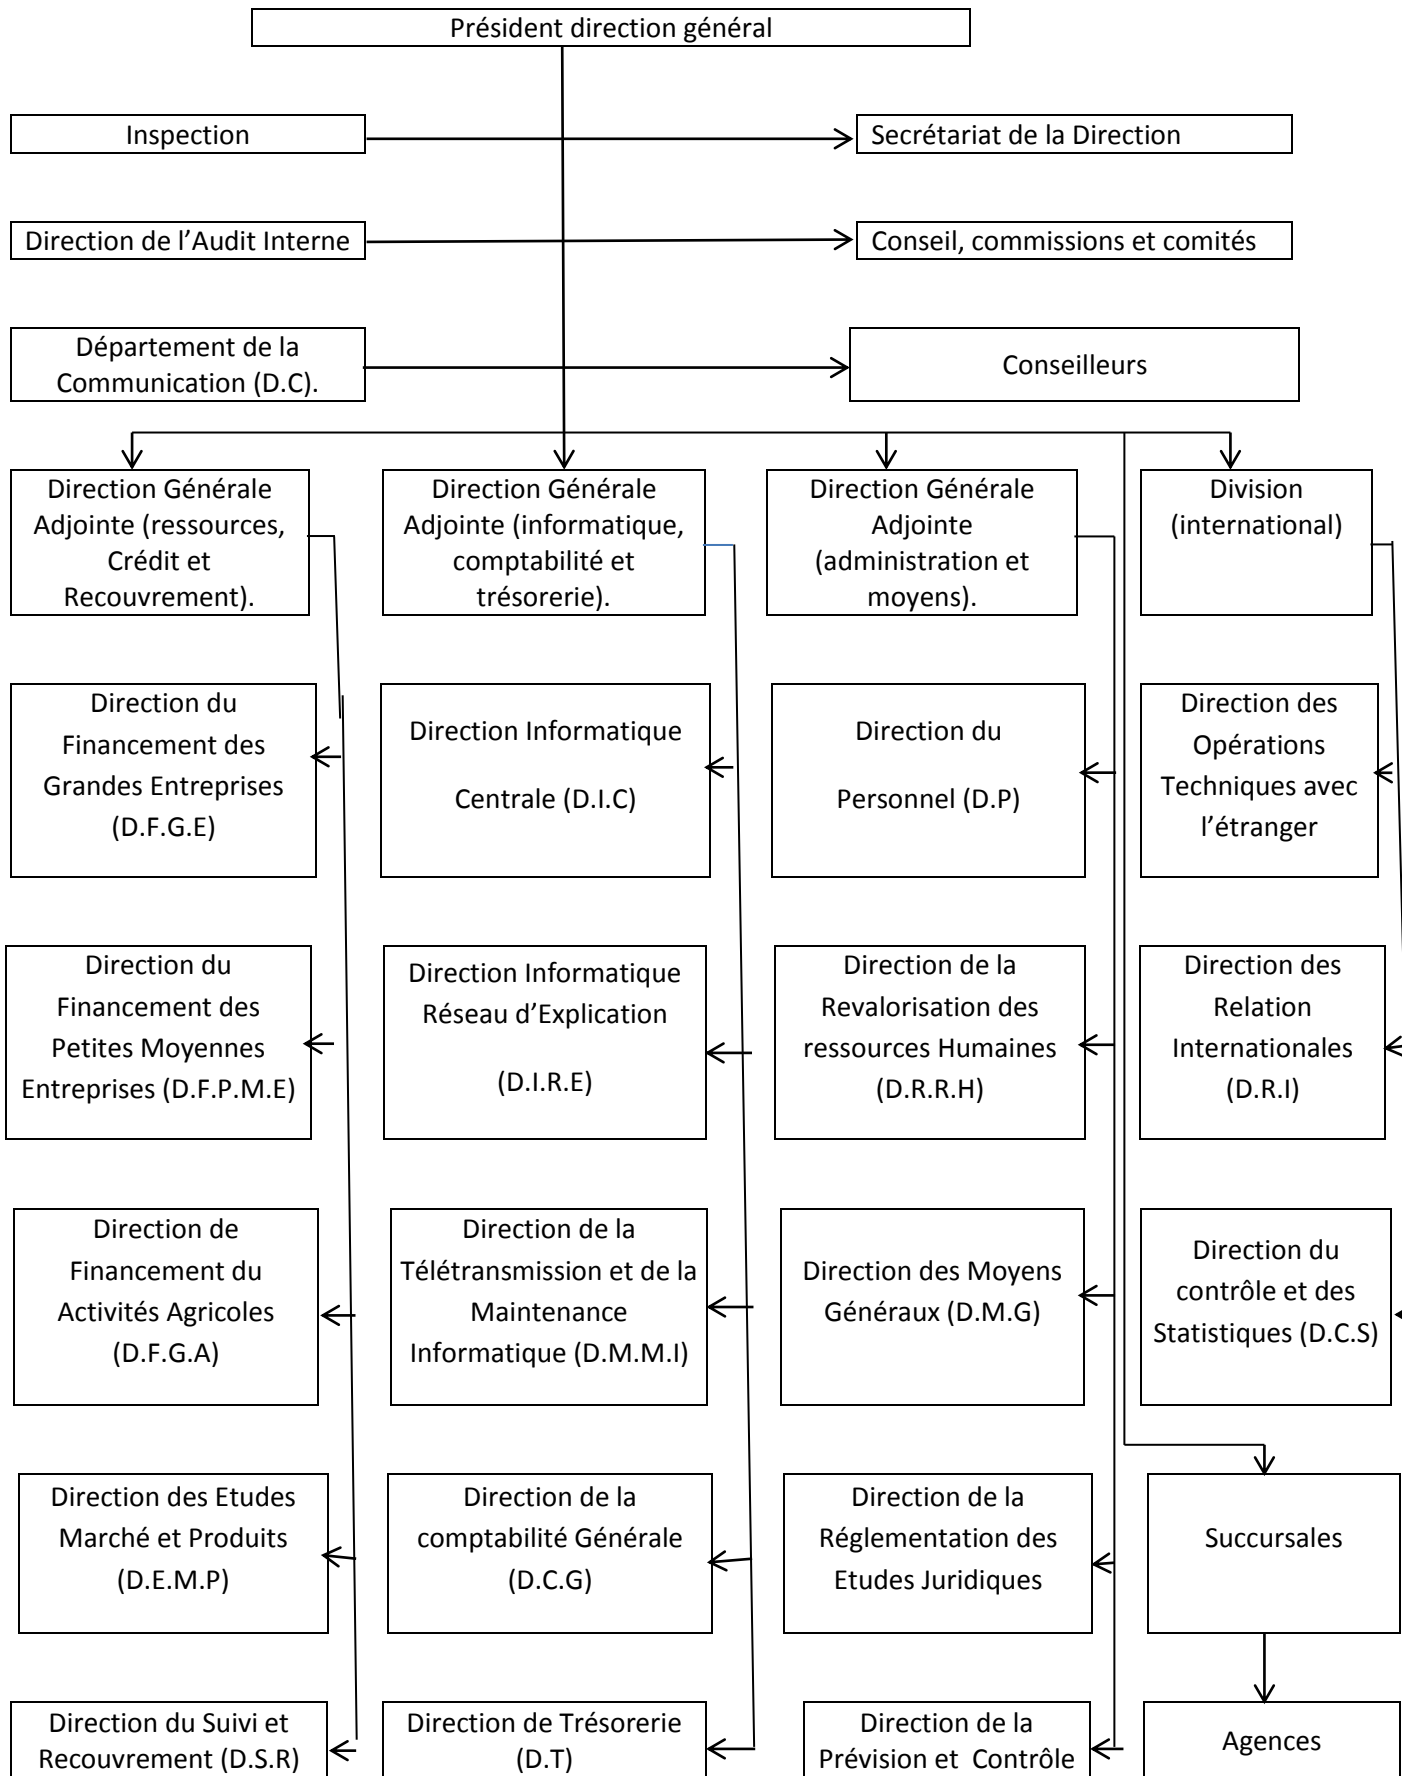 Président direction général
Inspection
Secrétariat de la Direction
Direction de l’Audit Interne
Conseil, commissions et comités
Département de la
Communication (D.C).
Conseilleurs
Direction Générale
Adjointe (ressources,
Crédit et
Recouvrement).
Direction Générale
Adjointe (informatique,
comptabilité et
trésorerie).
Direction Générale
Adjointe
(administration et
moyens).
Division
(international)
Direction du
Financement des
Grandes Entreprises
(D.F.G.E)
Direction Informatique
Centrale (D.I.C)
Direction du
Personnel (D.P)
Direction des
Opérations
Techniques avec
l’étranger
Direction du
Financement des
Petites Moyennes
Entreprises (D.F.P.M.E)
Direction Informatique
Réseau d’Explication
(D.I.R.E)
Direction de la
Revalorisation des
ressources Humaines
(D.R.R.H)
Direction des
Relation
Internationales
(D.R.I)
Direction de
Financement du
Activités Agricoles
(D.F.G.A)
Direction de la
Télétransmission et de la
Maintenance
Informatique (D.M.M.I)
Direction des Moyens
Généraux (D.M.G)
Direction du
contrôle et des
Statistiques (D.C.S)
Direction des Etudes
Marché et Produits
(D.E.M.P)
Direction de la
comptabilité Générale
(D.C.G)
Direction de la
Réglementation des
Etudes Juridiques
Succursales
Direction du Suivi et
Recouvrement (D.S.R)
Direction de Trésorerie
(D.T)
Direction de la
Prévision et  Contrôle
Agences